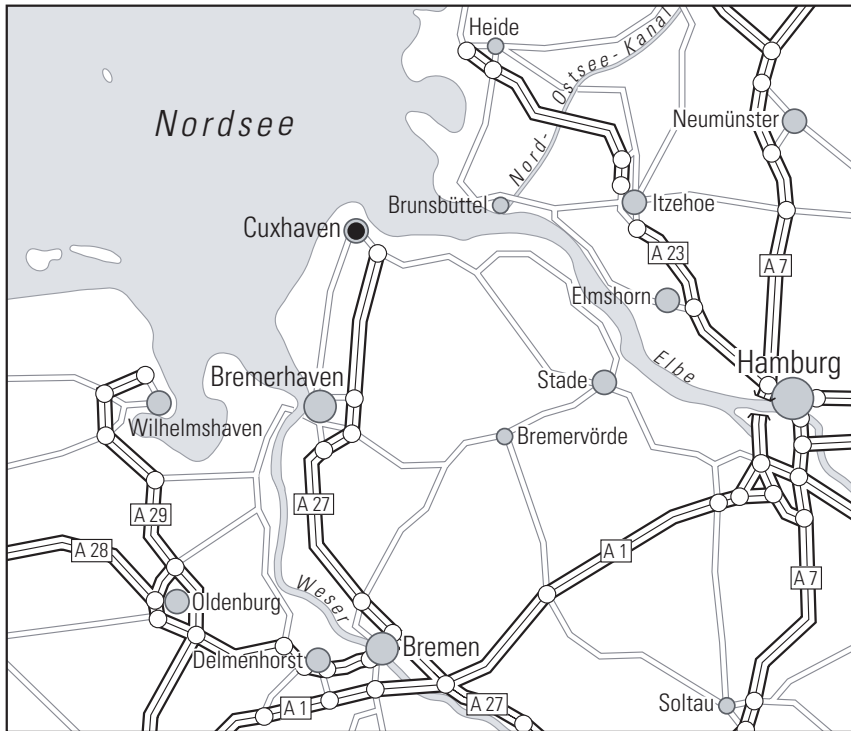 Heide
Nord-Ostsee-Kanal
Nordsee
Neumünster
Brunsbüttel
Itzehoe
Cuxhaven
A 23
A 7
Elmshorn
Elbe
Hamburg
Bremerhaven
Stade
Wilhelmshaven
Bremervörde
A 27
A 29
A 28
A 1
A 7
Weser
Oldenburg
Bremen
Delmenhorst
A 1
A 27
Soltau